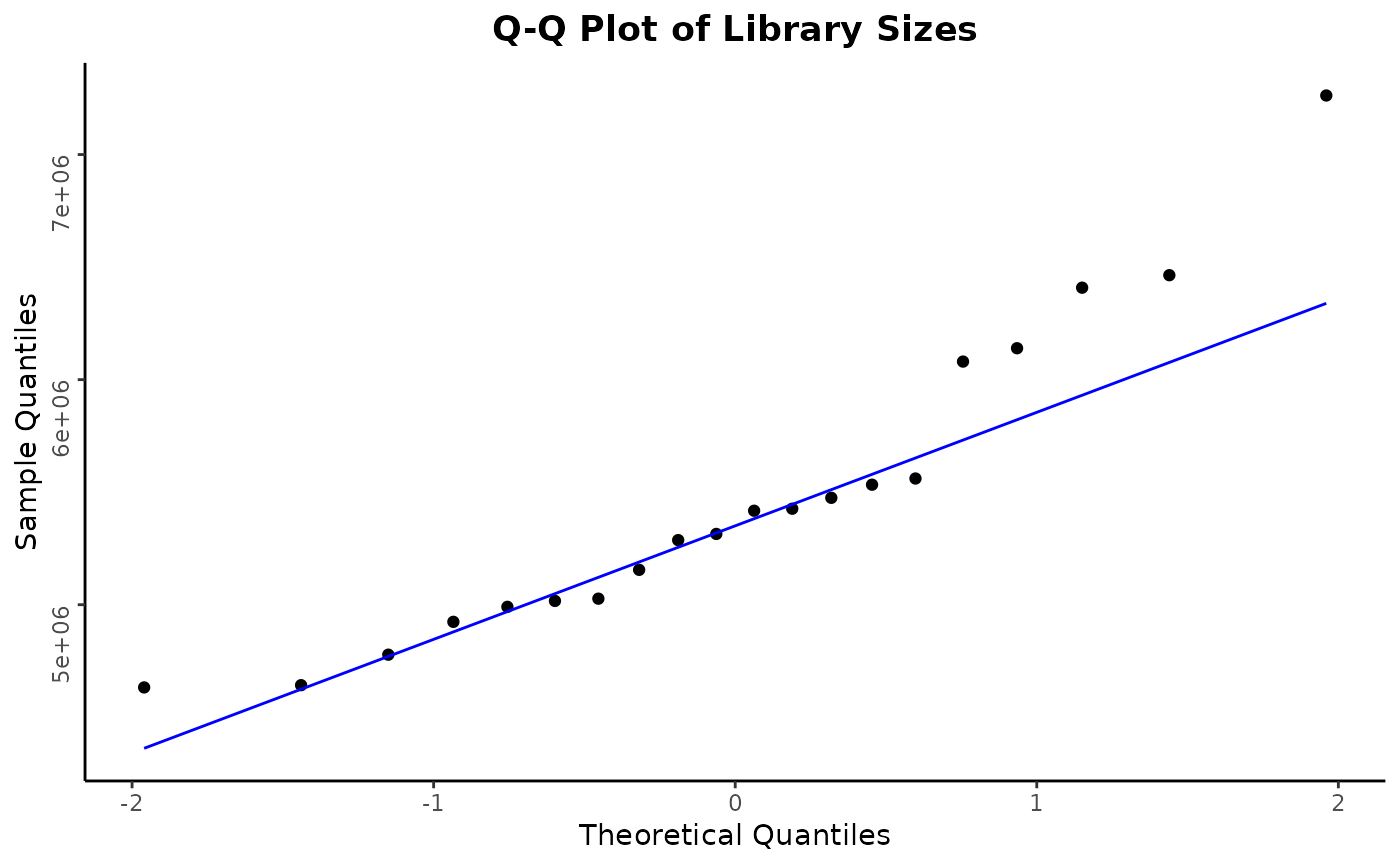 Q-Q Plot of Library Sizes
Sample Quantiles
7e+06
6e+06
5e+06
-2
-1
0
1
2
Theoretical Quantiles